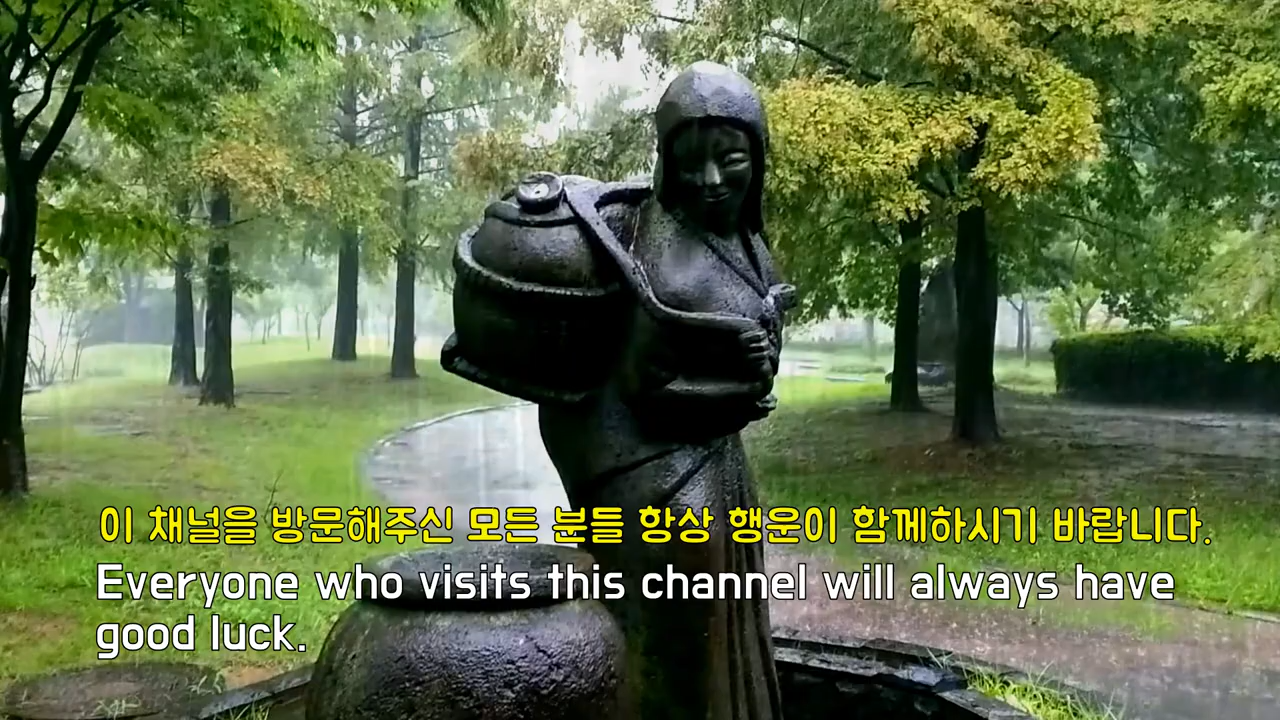 이 채널을 방문해주신 모든 분들 항상 행운이 함께하시기 바랍니다.
Everyone who visits this channel will always have
good luck.